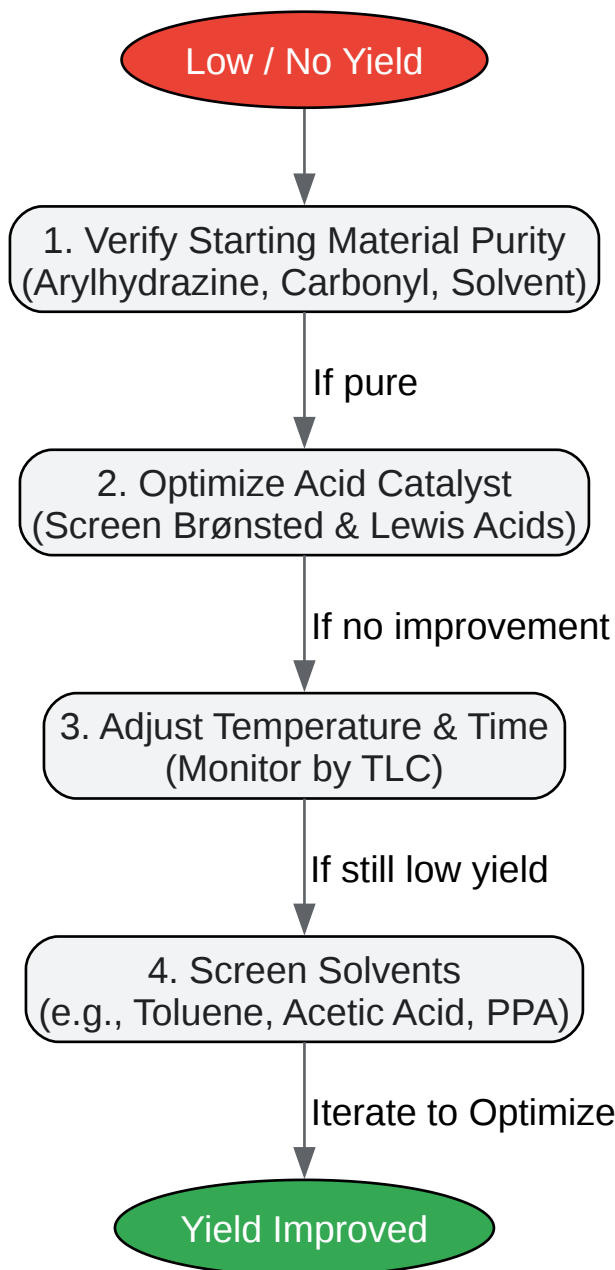 Low / No Yield
1. Verify Starting Material Purity
(Arylhydrazine, Carbonyl, Solvent)
If pure
2. Optimize Acid Catalyst
(Screen Brønsted & Lewis Acids)
If no improvement
3. Adjust Temperature & Time
(Monitor by TLC)
If still low yield
4. Screen Solvents
(e.g., Toluene, Acetic Acid, PPA)
Iterate to Optimize
Yield Improved